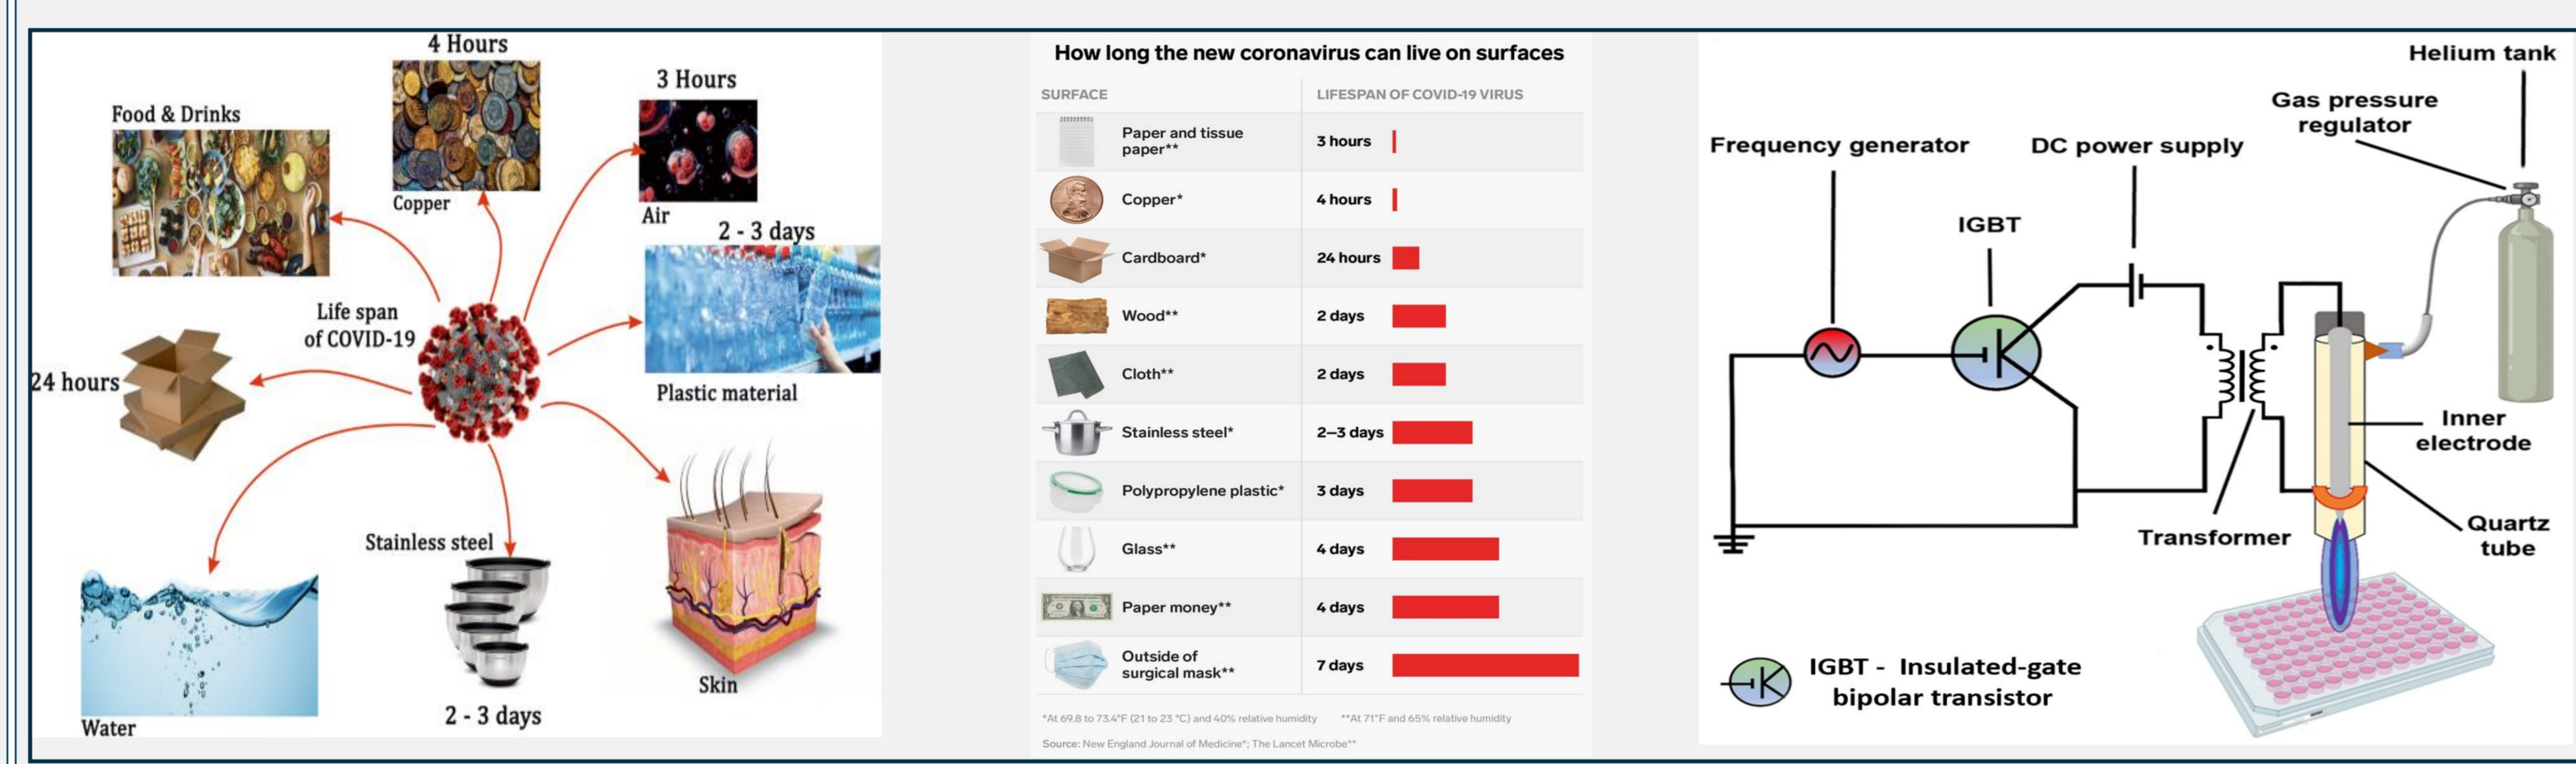 4 Hours
Copper
3 Hours
Air
Food & Drinks
2 - 3 days
Plastic material
Life span
of COVID-19
24 hours
Stainless steel
2 - 3 days
Skin
Water
How long the new coronavirus can live on surfaces
SURFACE LIFESPAN OF COVID-19 VIRUS
Paper and tissue
paper** 3 hours
Copper* 4 hours
Cardboard* 24 hours
Wood** 2 days
Cloth** 2 days
Stainless steel* 2–3 days
Polypropylene plastic* 3 days
Glass** 4 days
Paper money** 4 days
Outside of
surgical mask** 7 days
*At 69.8 to 73.4°F (21 to 23 °C) and 40% relative humidity **At 71°F and 65% relative humidity
Source: New England Journal of Medicine*; The Lancet Microbe**
Helium tank
Gas pressure
regulator
Frequency generator
DC power supply
IGBT
Inner
electrode
Transformer
Quartz
tube
IGBT - Insulated-gate
bipolar transistor